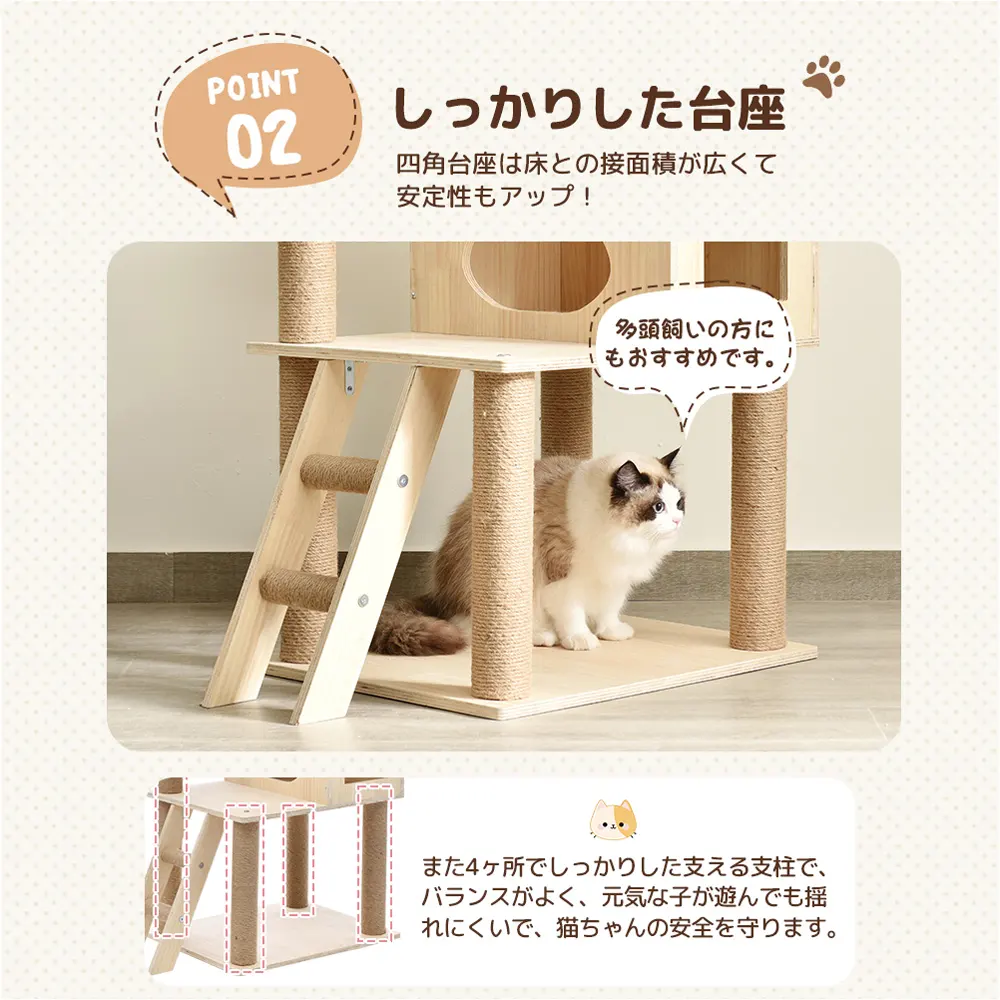 POINT
02
しっかりした台座
四角台座は床との接面積が広くて
安定性もアップ！
多頭飼いの方に
もおすすめです。
また4ヶ所でしっかりした支える支柱で、
バランスがよく、元気な子が遊んでも揺
れにくいで、猫ちゃんの安全を守ります。